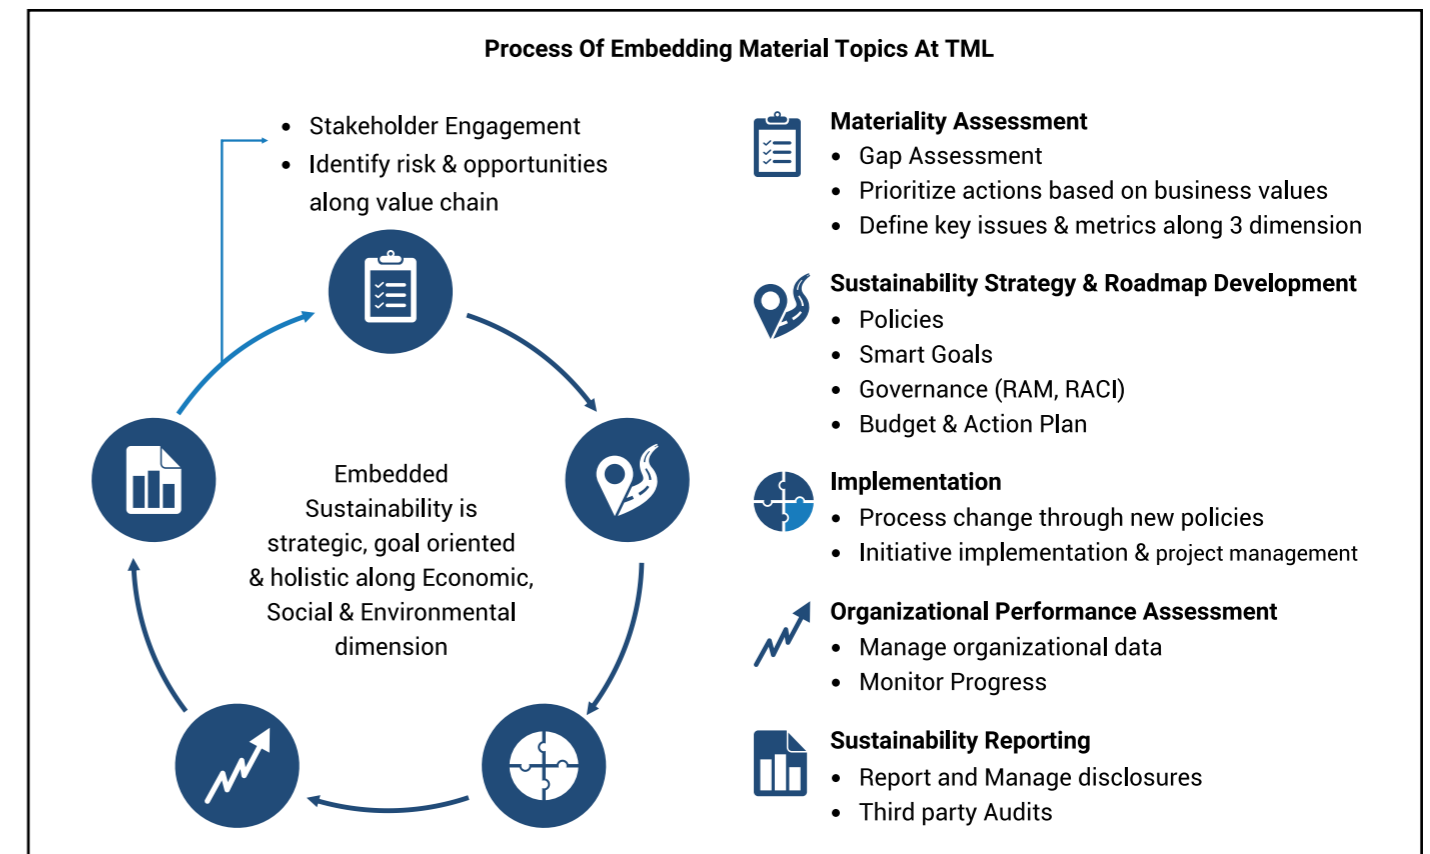 Process Of Embedding Material Topics At TML
• Stakeholder Engagement
• Identify risk & opportunities
along value chain
Embedded
Sustainability is
strategic, goal oriented
& holistic along Economic,
Social & Environmental
dimension
Materiality Assessment
• Gap Assessment
• Prioritize actions based on business values
• Define key issues & metrics along 3 dimension
Sustainability Strategy & Roadmap Development
• Policies
• Smart Goals
• Governance (RAM, RACI)
• Budget & Action Plan
Implementation
• Process change through new policies
• Initiative implementation & project management
Organizational Performance Assessment
• Manage organizational data
• Monitor Progress
Sustainability Reporting
• Report and Manage disclosures
• Third party Audits